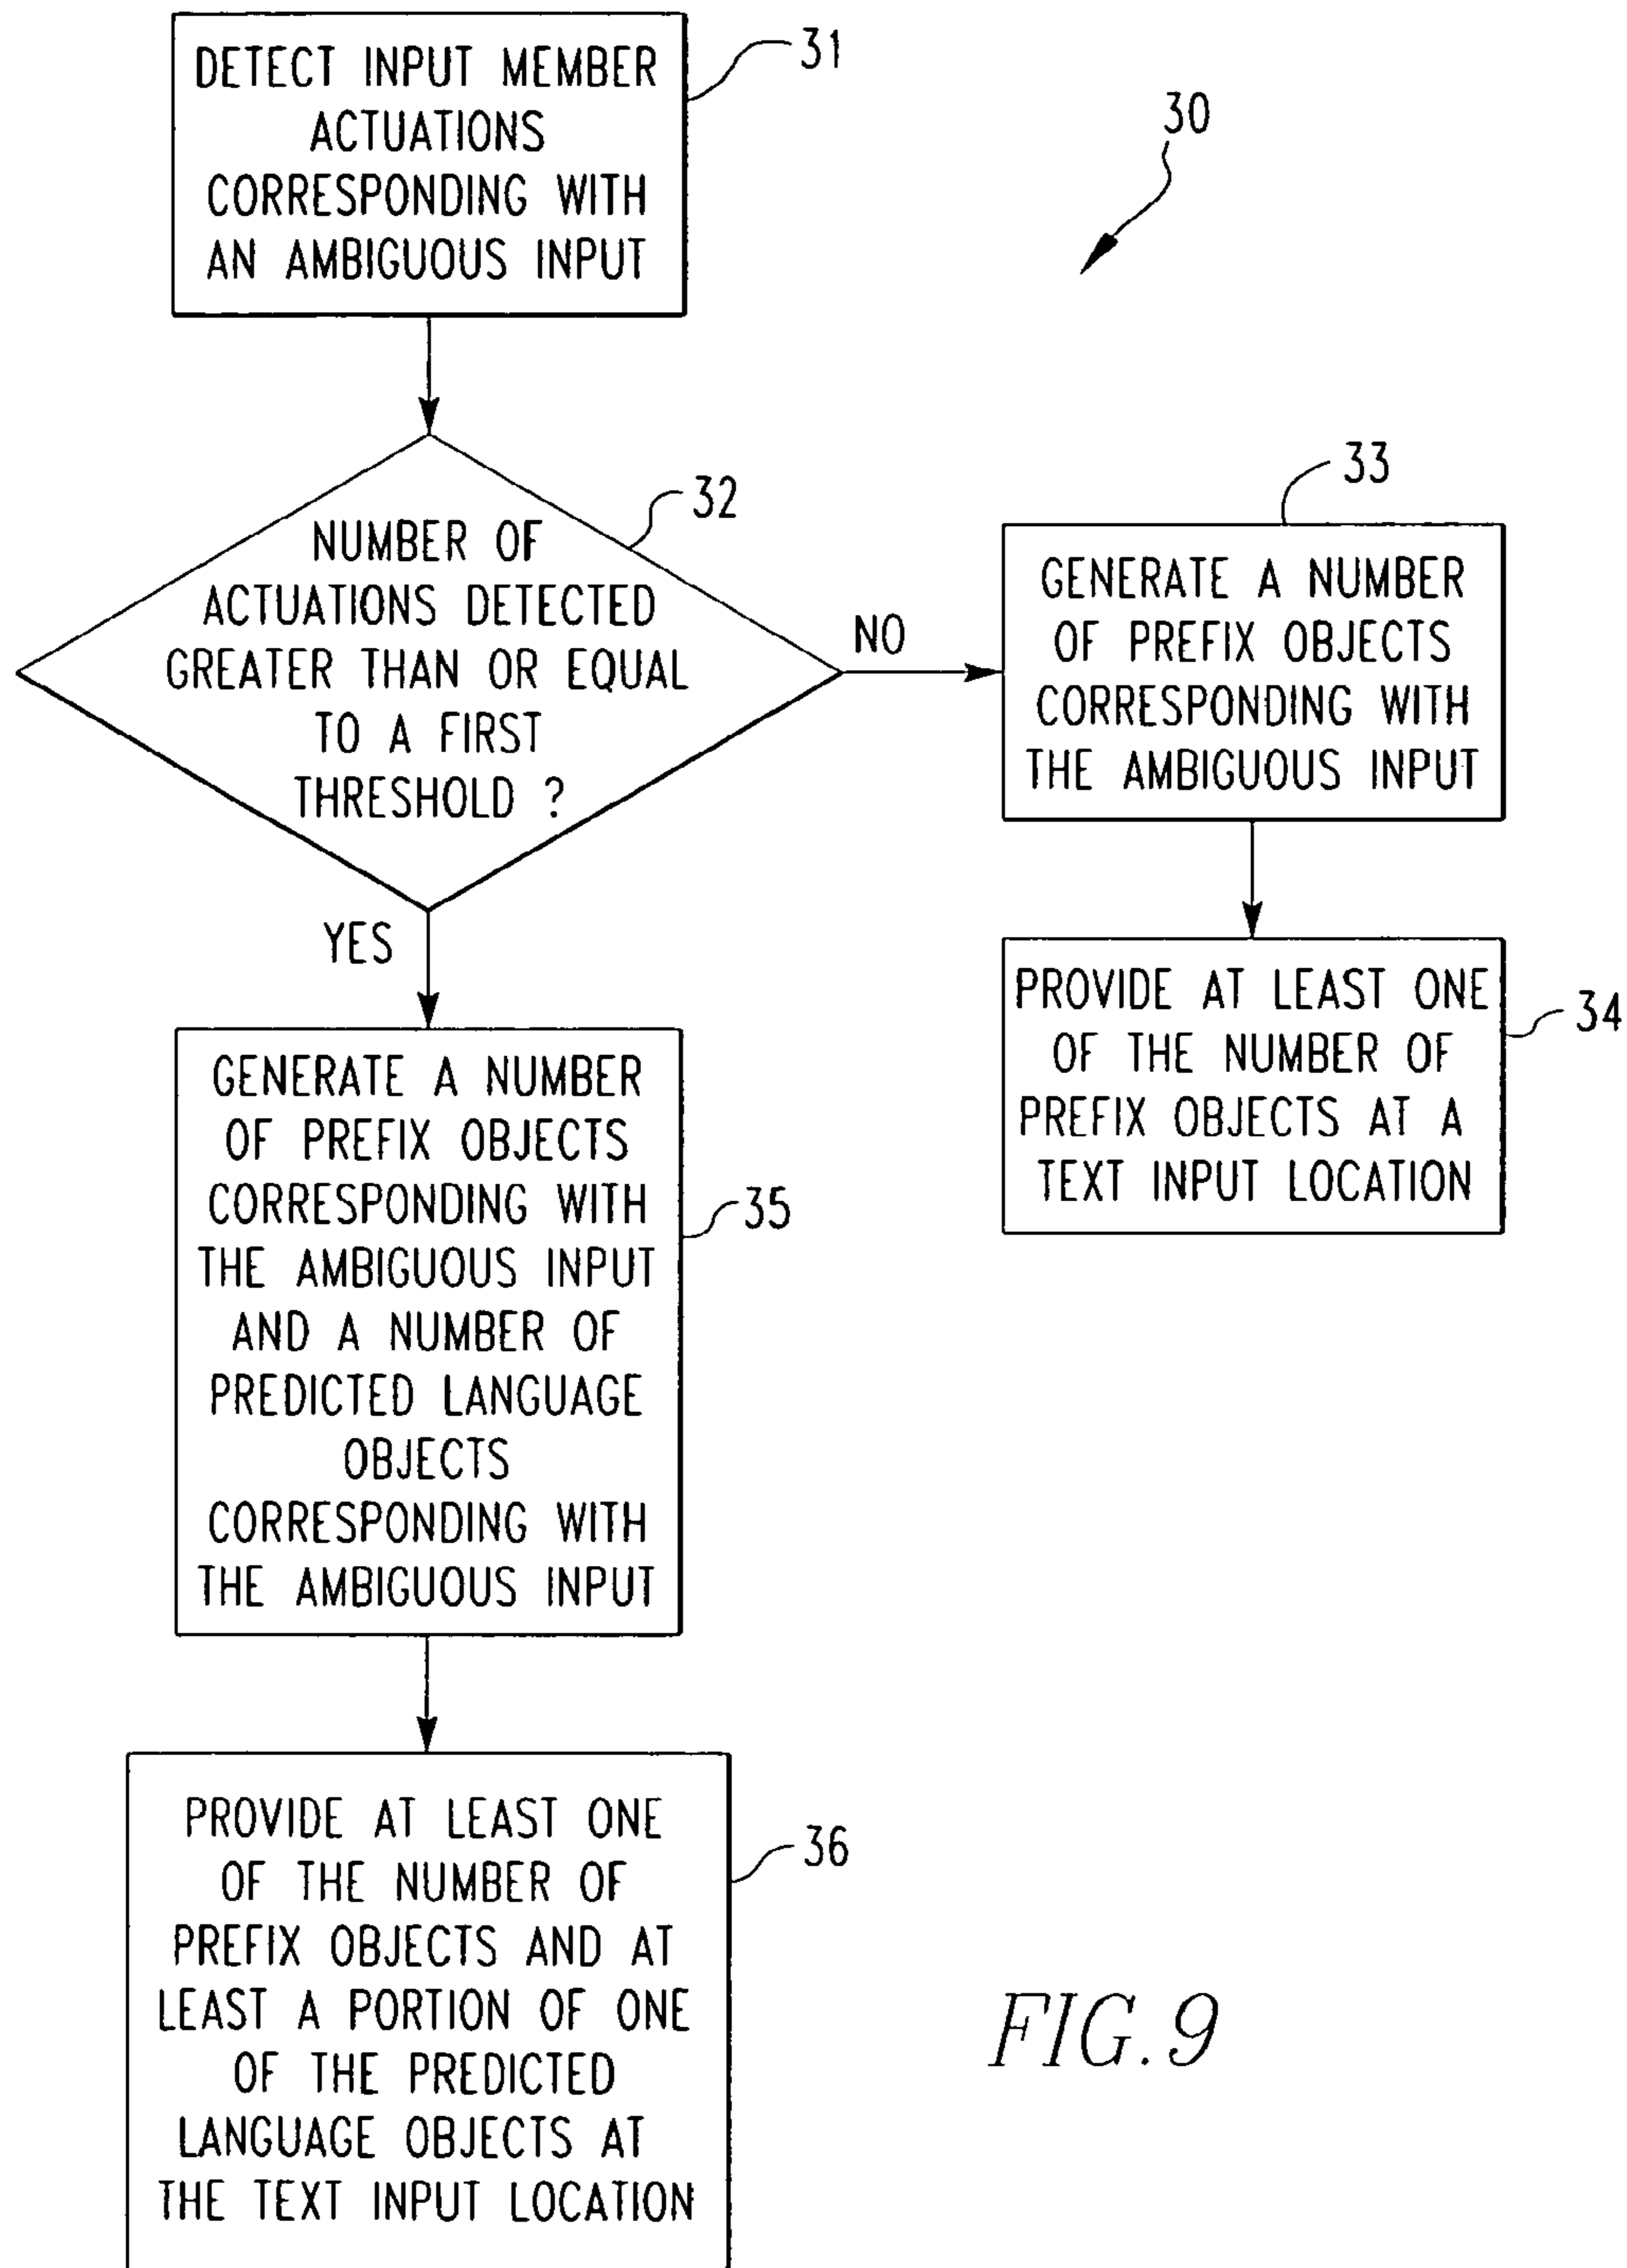 DETECT INPUT MEMBER
ACTUATIONS
CORRESPONDING WITH
AN AMBIGUOUS INPUT
31
30
NUMBER OF
ACTUATIONS DETECTED
GREATER THAN OR EQUAL
TO A FIRST
THRESHOLD ?
32
NO
33
GENERATE A NUMBER
OF PREFIX OBJECTS
CORRESPONDING WITH
THE AMBIGUOUS INPUT
PROVIDE AT LEAST ONE
OF THE NUMBER OF
PREFIX OBJECTS AT A
TEXT INPUT LOCATION
34
YES
GENERATE A NUMBER
OF PREFIX OBJECTS
CORRESPONDING WITH
THE AMBIGUOUS INPUT
AND A NUMBER OF
PREDICTED LANGUAGE
OBJECTS
CORRESPONDING WITH
THE AMBIGUOUS INPUT
35
PROVIDE AT LEAST ONE
OF THE NUMBER OF
PREFIX OBJECTS AND AT
LEAST A PORTION OF ONE
OF THE PREDICTED
LANGUAGE OBJECTS AT
THE TEXT INPUT LOCATION
36
FIG. 9